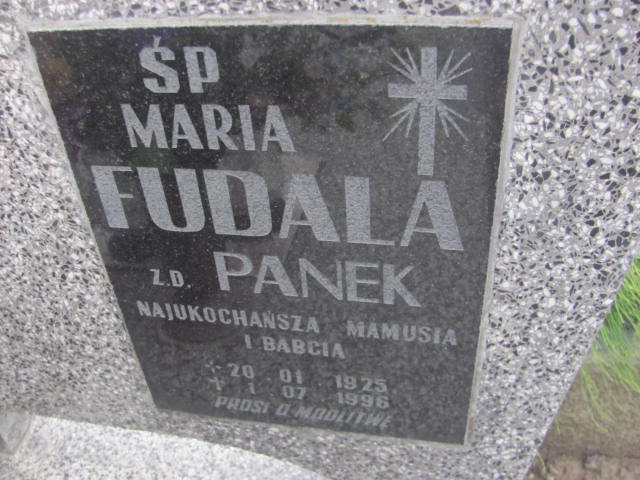 ŚP
MARIA
FUDALA
Z.D. PANEK
NAJUKOCHAŃSZA MAMUSIA
I BABCIA
* 20 01 1925
† 1 07 1996
PROSI O MODLITWĘ